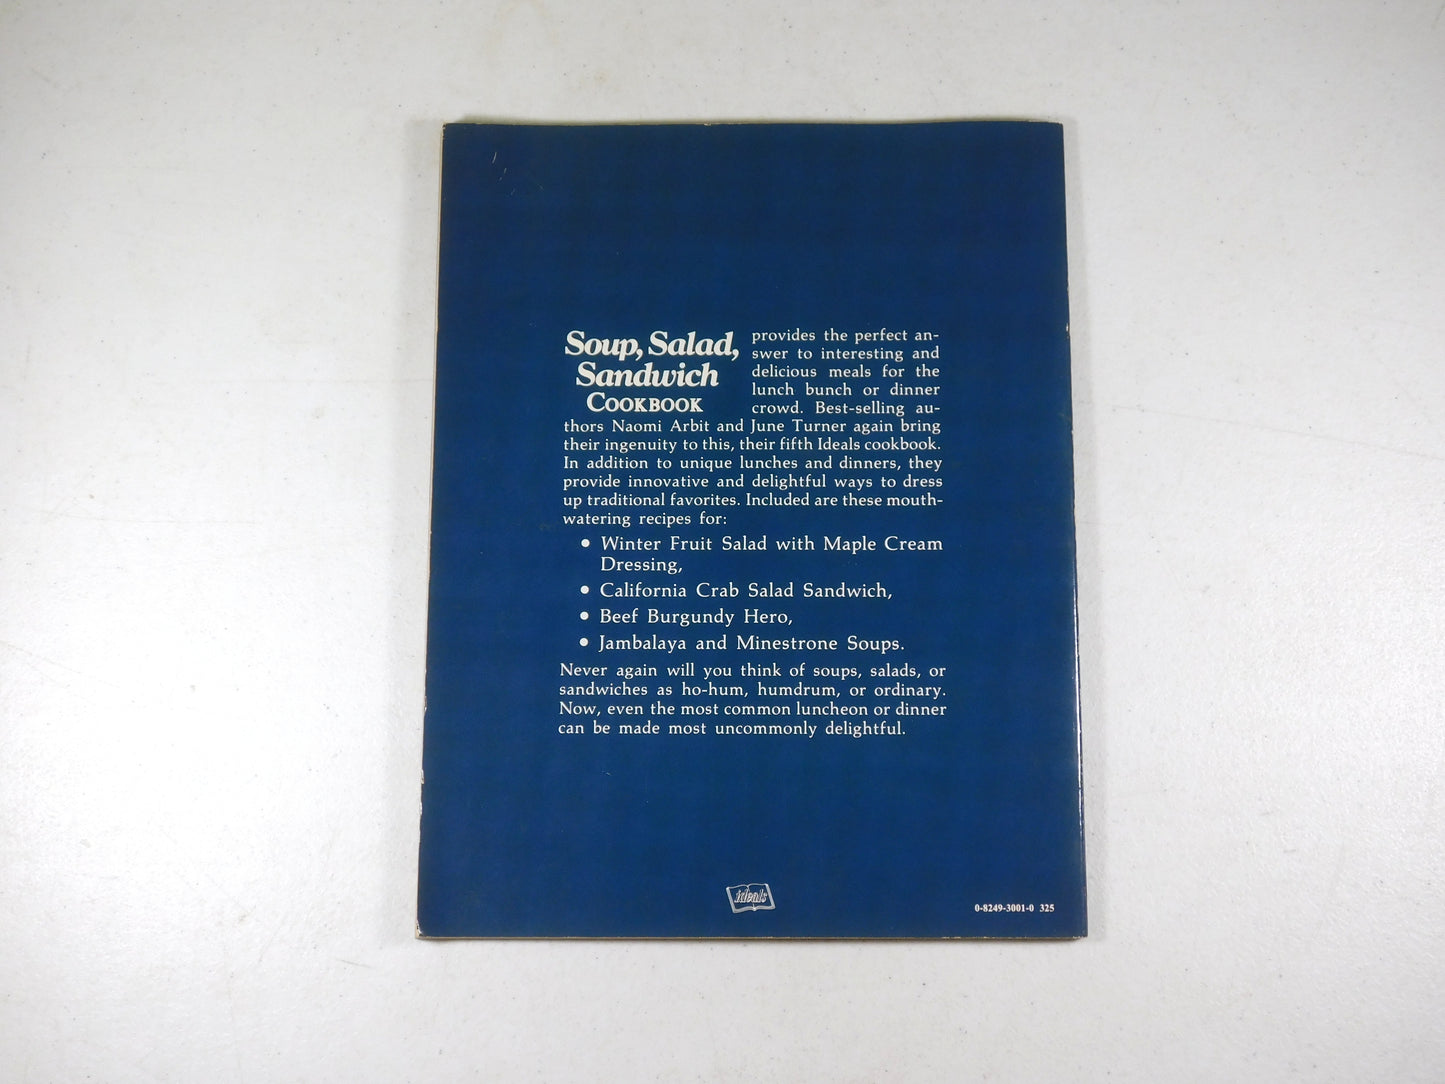 Soup, Salad,
Sandwich
COOKBOOK
provides the perfect an-
swer to interesting and
delicious meals for the
lunch bunch or dinner
crowd. Best-selling au-
thors Naomi Arbit and June Turner again bring
their ingenuity to this, their fifth Ideals cookbook.
In addition to unique lunches and dinners, they
provide innovative and delightful ways to dress
up traditional favorites. Included are these mouth-
watering recipes for:
• Winter Fruit Salad with Maple Cream
Dressing,
• California Crab Salad Sandwich,
• Beef Burgundy Hero,
• Jambalaya and Minestrone Soups.
Never again will you think of soups, salads, or
sandwiches as ho-hum, humdrum, or ordinary.
Now, even the most common luncheon or dinner
can be made most uncommonly delightful.
ideals
0-8249-3001-0 325